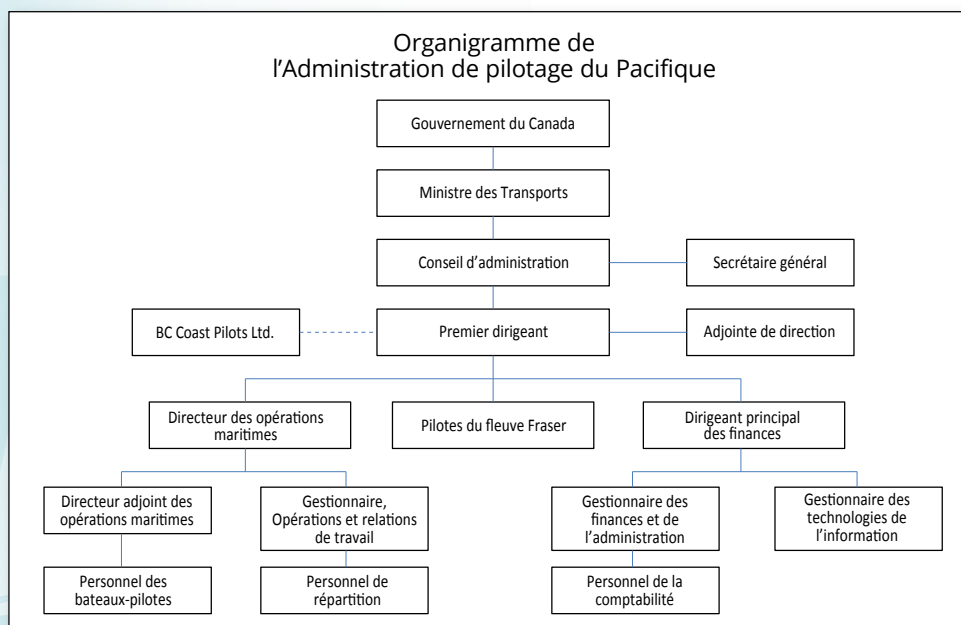 Organigramme de
l'Administration de pilotage du Pacifique
Gouvernement du Canada
Ministre des Transports
Conseil d'administration
Secrétaire général
BC Coast Pilots Ltd.
Premier dirigeant
Adjointe de direction
Directeur des opérations
maritimes
Pilotes du fleuve Fraser
Dirigeant principal
des finances
Directeur adjoint des
opérations maritimes
Gestionnaire,
Opérations et relations
de travail
Gestionnaire des
finances et de
l'administration
Gestionnaire des
technologies de
l'information
Personnel des
bateaux-pilotes
Personnel de
répartition
Personnel de la
comptabilité